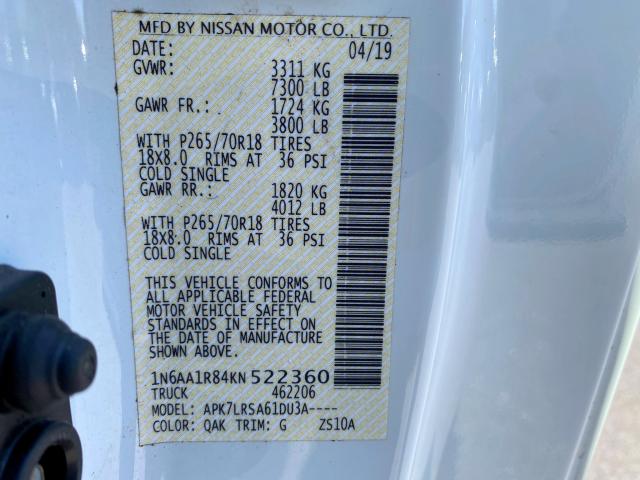 MFD BY NISSAN MOTOR CO., LTD.
DATE: 04/19
GVWR: 3311 KG
7300 LB
GAWR FR.: 1724 KG
3800 LB
WITH P265/70R18 TIRES
18X8.0 RIMS AT 36 PSI
COLD SINGLE
GAWR RR.: 1820 KG
4012 LB
WITH P265/70R18 TIRES
18X8.0 RIMS AT 36 PSI
COLD SINGLE
THIS VEHICLE CONFORMS TO
ALL APPLICABLE FEDERAL
MOTOR VEHICLE SAFETY
STANDARDS IN EFFECT ON
THE DATE OF MANUFACTURE
SHOWN ABOVE.
1N6AA1R84KN522360
TRUCK 462206
MODEL: APK7LRSA61DU3A----
COLOR: QAK TRIM: G ZS10A